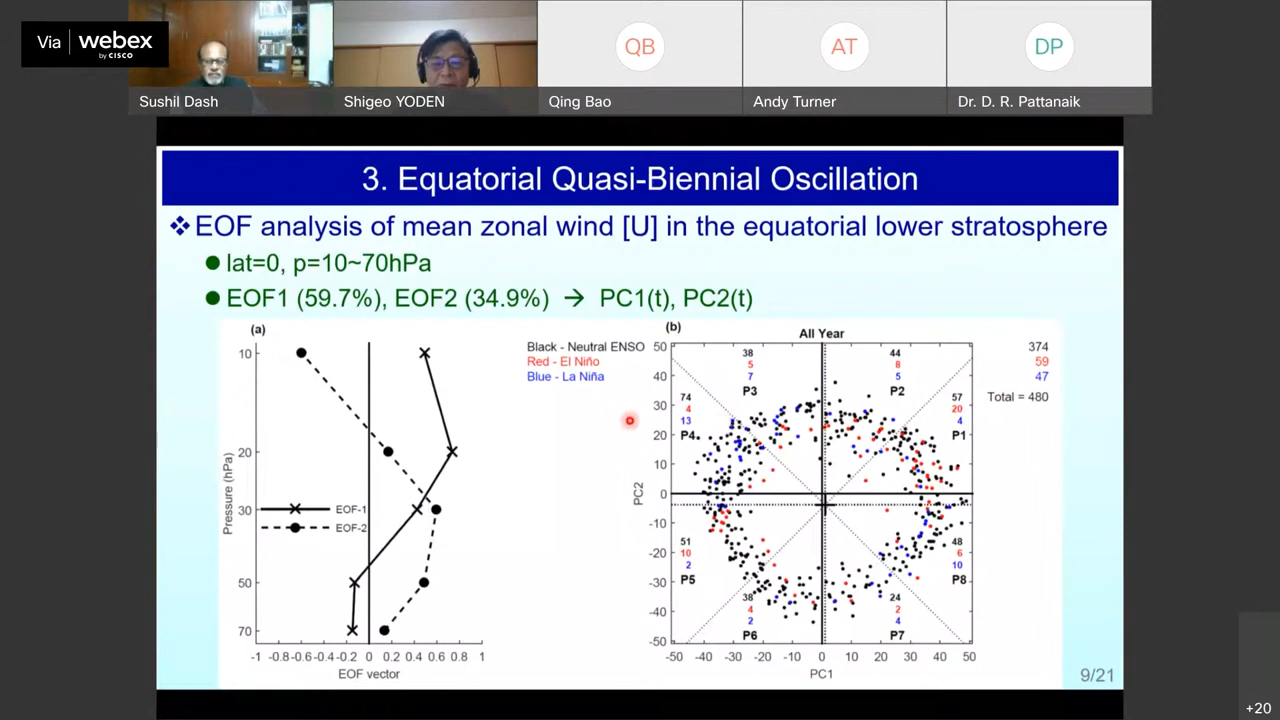 Via webex
by CISCO
QB
AT
DP
Sushil Dash
Shigeo YODEN
Qing Bao
Andy Turner
Dr. D. R. Pattanaik
3. Equatorial Quasi-Biennial Oscillation
❖EOF analysis of mean zonal wind [U] in the equatorial lower stratosphere
● lat=0, p=10~70hPa
● EOF1 (59.7%), EOF2 (34.9%) → PC1(t), PC2(t)
(a)
10
20
30
50
70
Pressure (hPa)
EOF-1
EOF-2
-1 -0.8 -0.6 -0.4 -0.2 0 0.2 0.4 0.6 0.8 1
EOF vector
Black - Neutral ENSO
Red - El Niño
Blue - La Niña
(b)
All Year
374
59
47
Total = 480
50
40
30
20
10
0
-10
-20
-30
-40
-50
PC2
38
5
7
P3
44
8
5
P2
74
4
13
P4
57
20
4
P1
51
10
2
P5
48
6
10
P8
38
4
2
P6
24
2
4
P7
-50 -40 -30 -20 -10 0 10 20 30 40 50
PC1
9/21
+20